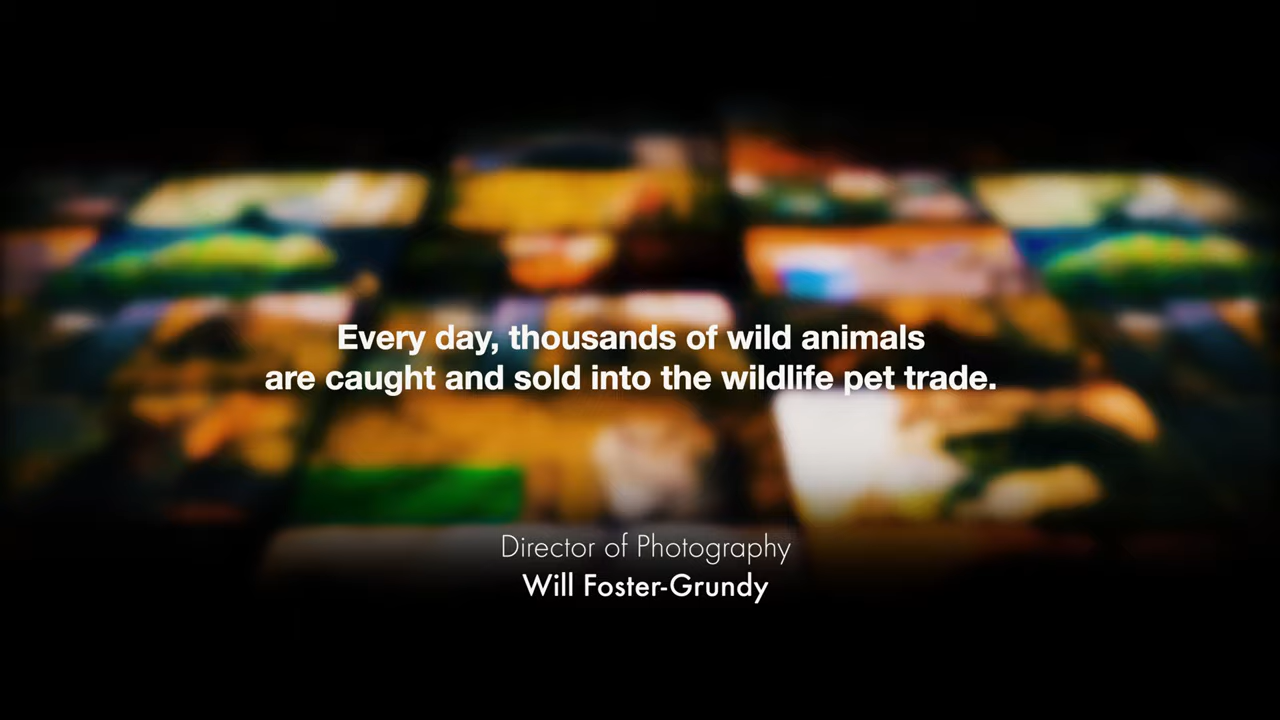 Every day, thousands of wild animals
are caught and sold into the wildlife pet trade.
Director of Photography
Will Foster-Grundy